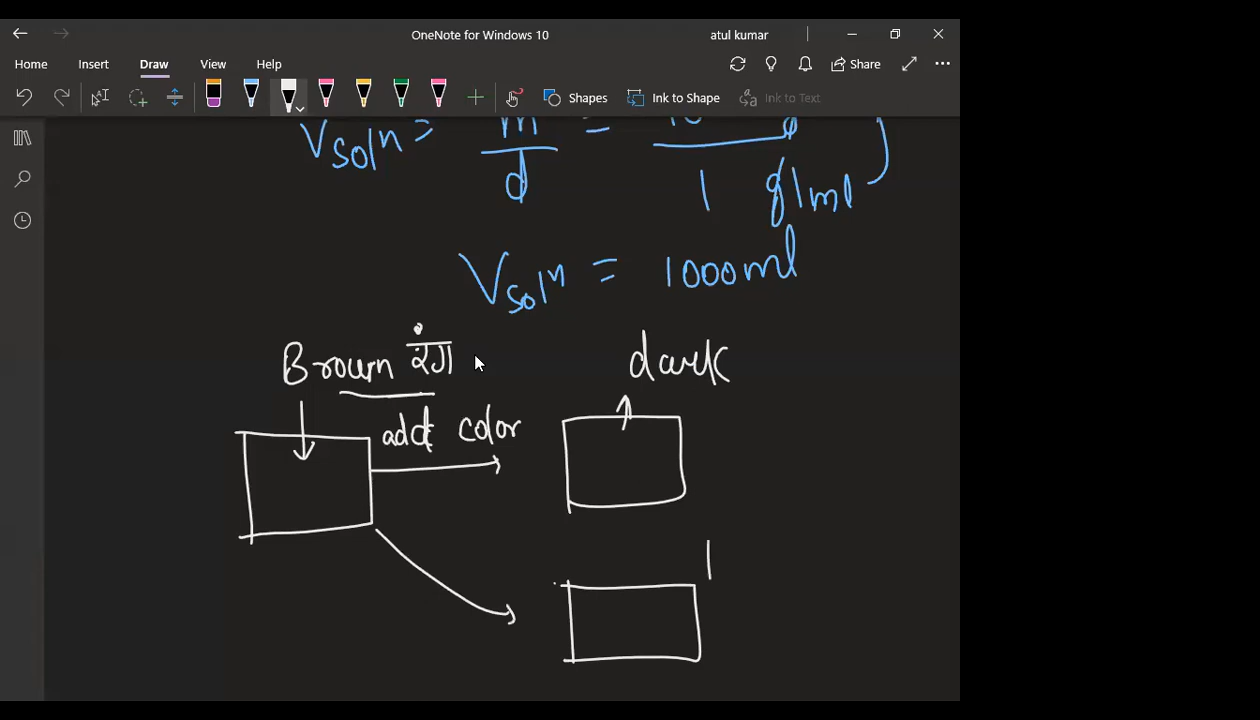 OneNote for Windows 10
atul kumar
Home Insert Draw View Help
Share
Shapes Ink to Shape Ink to Text
Vsoln = m/d = 1 g/ml
Vsoln = 1000ml
Brown रंग
dark
add color